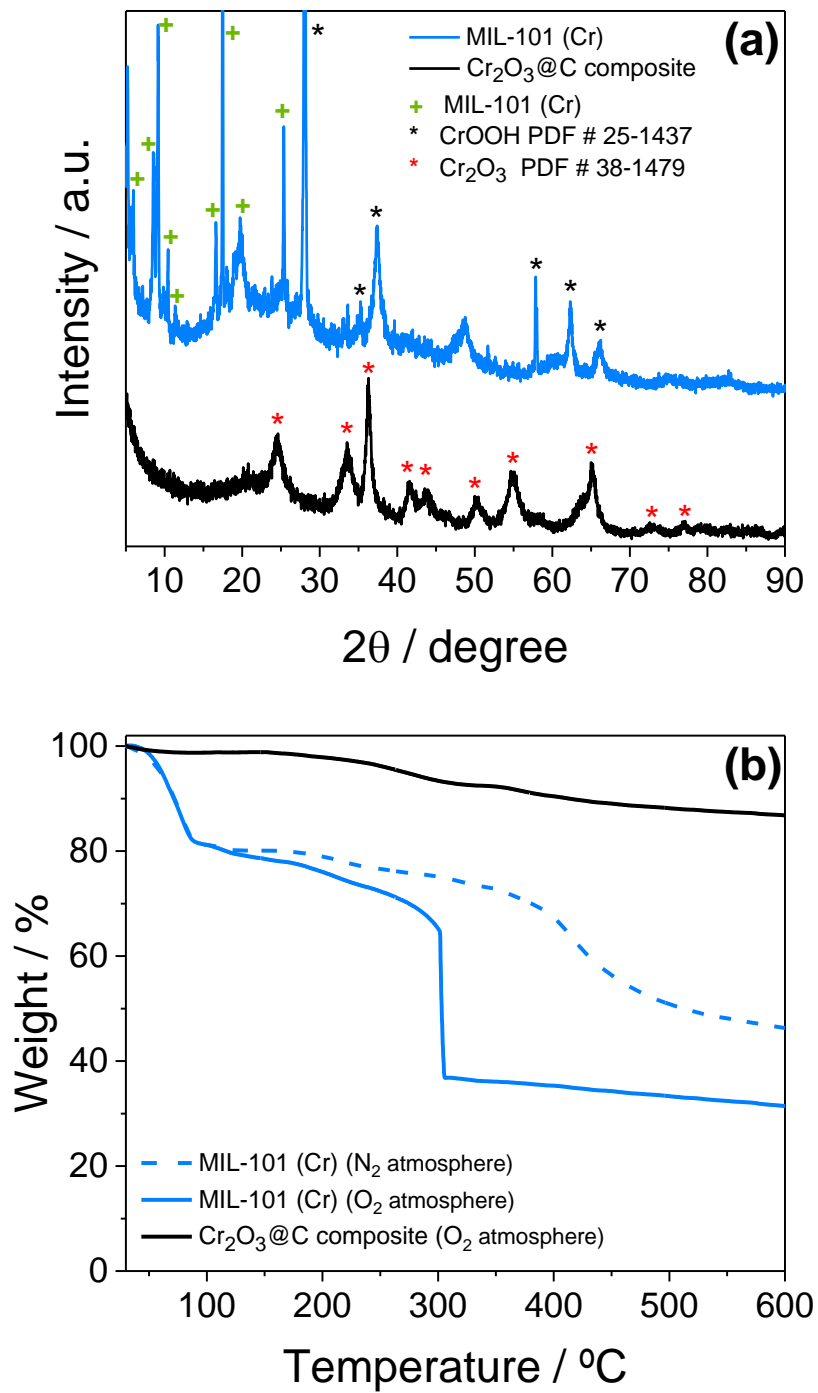 (a)
MIL-101 (Cr)
Cr₂O₃@C composite
+ MIL-101 (Cr)
* CrOOH PDF # 25-1437
* Cr₂O₃ PDF # 38-1479
Intensity / a.u.
10 20 30 40 50 60 70 80 90
2θ / degree
(b)
100
80
60
40
20
0
Weight / %
MIL-101 (Cr) (N₂ atmosphere)
MIL-101 (Cr) (O₂ atmosphere)
Cr₂O₃@C composite (O₂ atmosphere)
100 200 300 400 500 600
Temperature / ºC